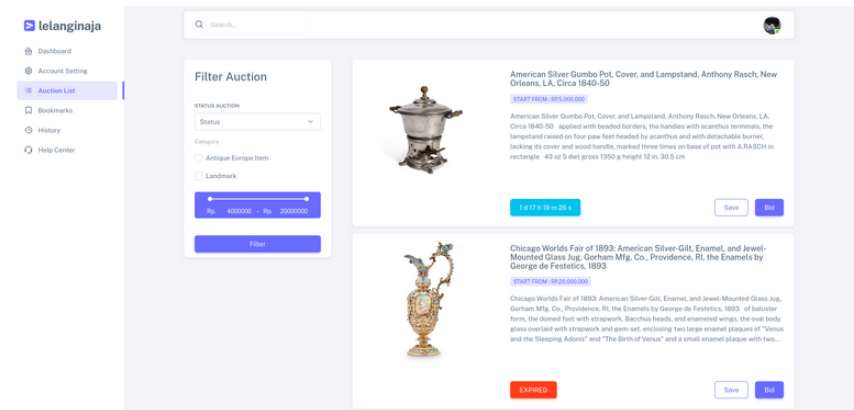 lelanginaja
Search...
Dashboard
Account Setting
Auction List
Bookmarks
History
Help Center
Filter Auction
STATUS AUCTION
Status
Category
Antique Europe Item
Landmark
Rp. 4000000 - Rp. 20000000
Filter
American Silver Gumbo Pot, Cover, and Lampstand, Anthony Rasch, New
Orleans, LA, Circa 1840-50
START FROM : RP.5.000.000
American Silver Gumbo Pot, Cover, and Lampstand, Anthony Rasch, New Orleans, LA,
Circa 1840-50 applied with beaded borders, the handles with acanthus terminals, the
lampstand raised on four paw feet headed by acanthus and with detachable burner,
lacking its cover and wood handle, marked three times on base of pot with A.RASCH in
rectangle 43 oz 5 dwt gross 1350 g height 12 in. 30.5 cm
1 d 17 h 19 m 26 s
Save
Bid
Chicago Worlds Fair of 1893: American Silver-Gilt, Enamel, and Jewel-
Mounted Glass Jug, Gorham Mfg. Co., Providence, RI, the Enamels by
George de Festetics, 1893
START FROM : RP.20.000.000
Chicago Worlds Fair of 1893: American Silver-Gilt, Enamel, and Jewel-Mounted Glass Jug,
Gorham Mfg. Co., Providence, RI, the Enamels by George de Festetics, 1893 of baluster
form, the domed foot with strapwork, Bacchus heads, and enameled wings, the oval body
glass overlaid with strapwork and gem-set, enclosing two large enamel plaques of "Venus
and the Sleeping Adonis" and "The Birth of Venus" and a small enamel plaque with two...
EXPIRED
Save
Bid